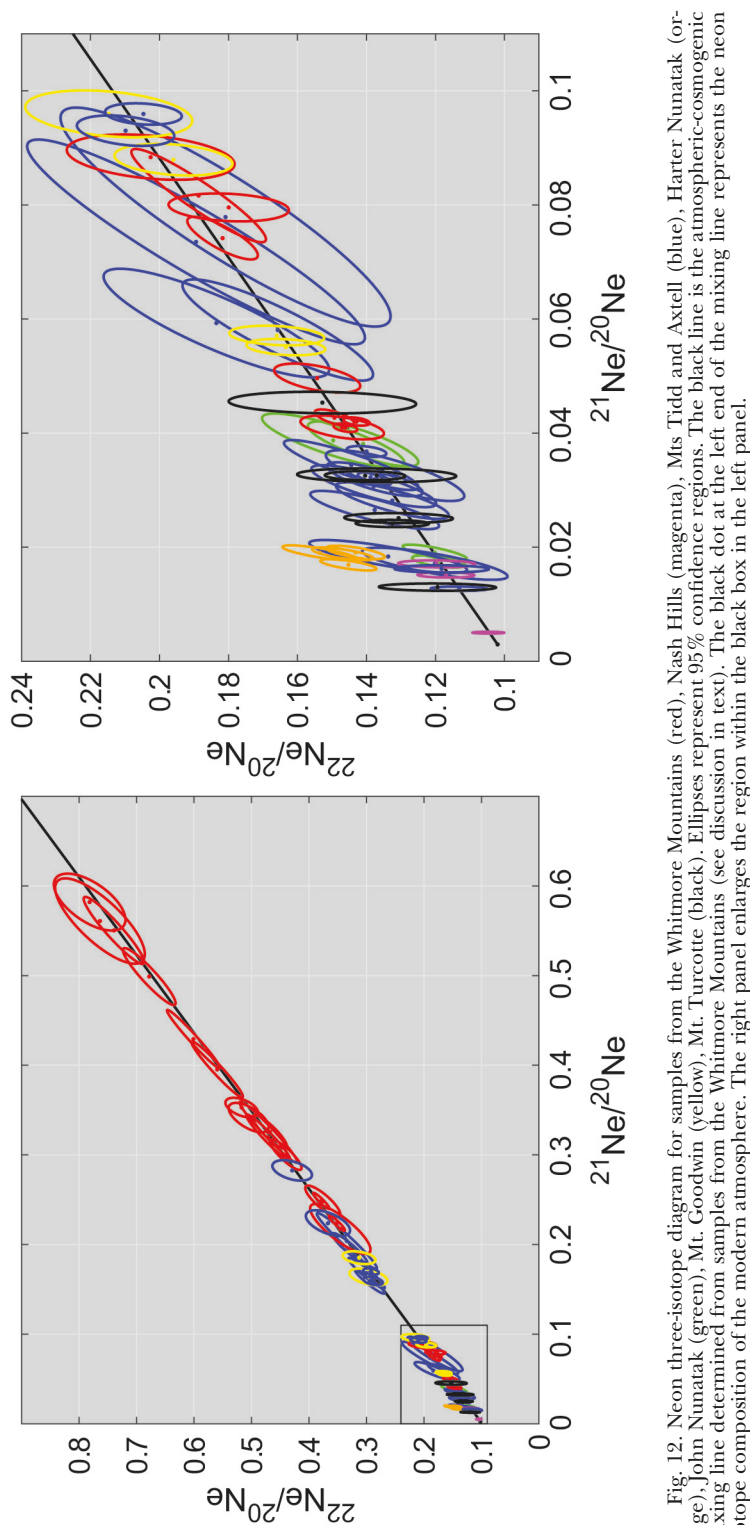 0.8
0.7
0.6
0.5
0.4
0.3
0.2
0.1
0
²²Ne/²⁰Ne
0 0.1 0.2 0.3 0.4 0.5 0.6
²¹Ne/²⁰Ne
0.24
0.22
0.2
0.18
0.16
0.14
0.12
0.1
²²Ne/²⁰Ne
0 0.02 0.04 0.06 0.08 0.1
²¹Ne/²⁰Ne
Fig. 12. Neon three-isotope diagram for samples from the Whitmore Mountains (red), Nash Hills (magenta), Mts Tidd and Axtell (blue), Harter Nunatak (or-
ge), John Nunatak (green), Mt. Goodwin (yellow), Mt. Turcotte (black). Ellipses represent 95% confidence regions. The black line is the atmospheric-cosmogenic
xing line determined from samples from the Whitmore Mountains (see discussion in text). The black dot at the left end of the mixing line represents the neon
tope composition of the modern atmosphere. The right panel enlarges the region within the black box in the left panel.